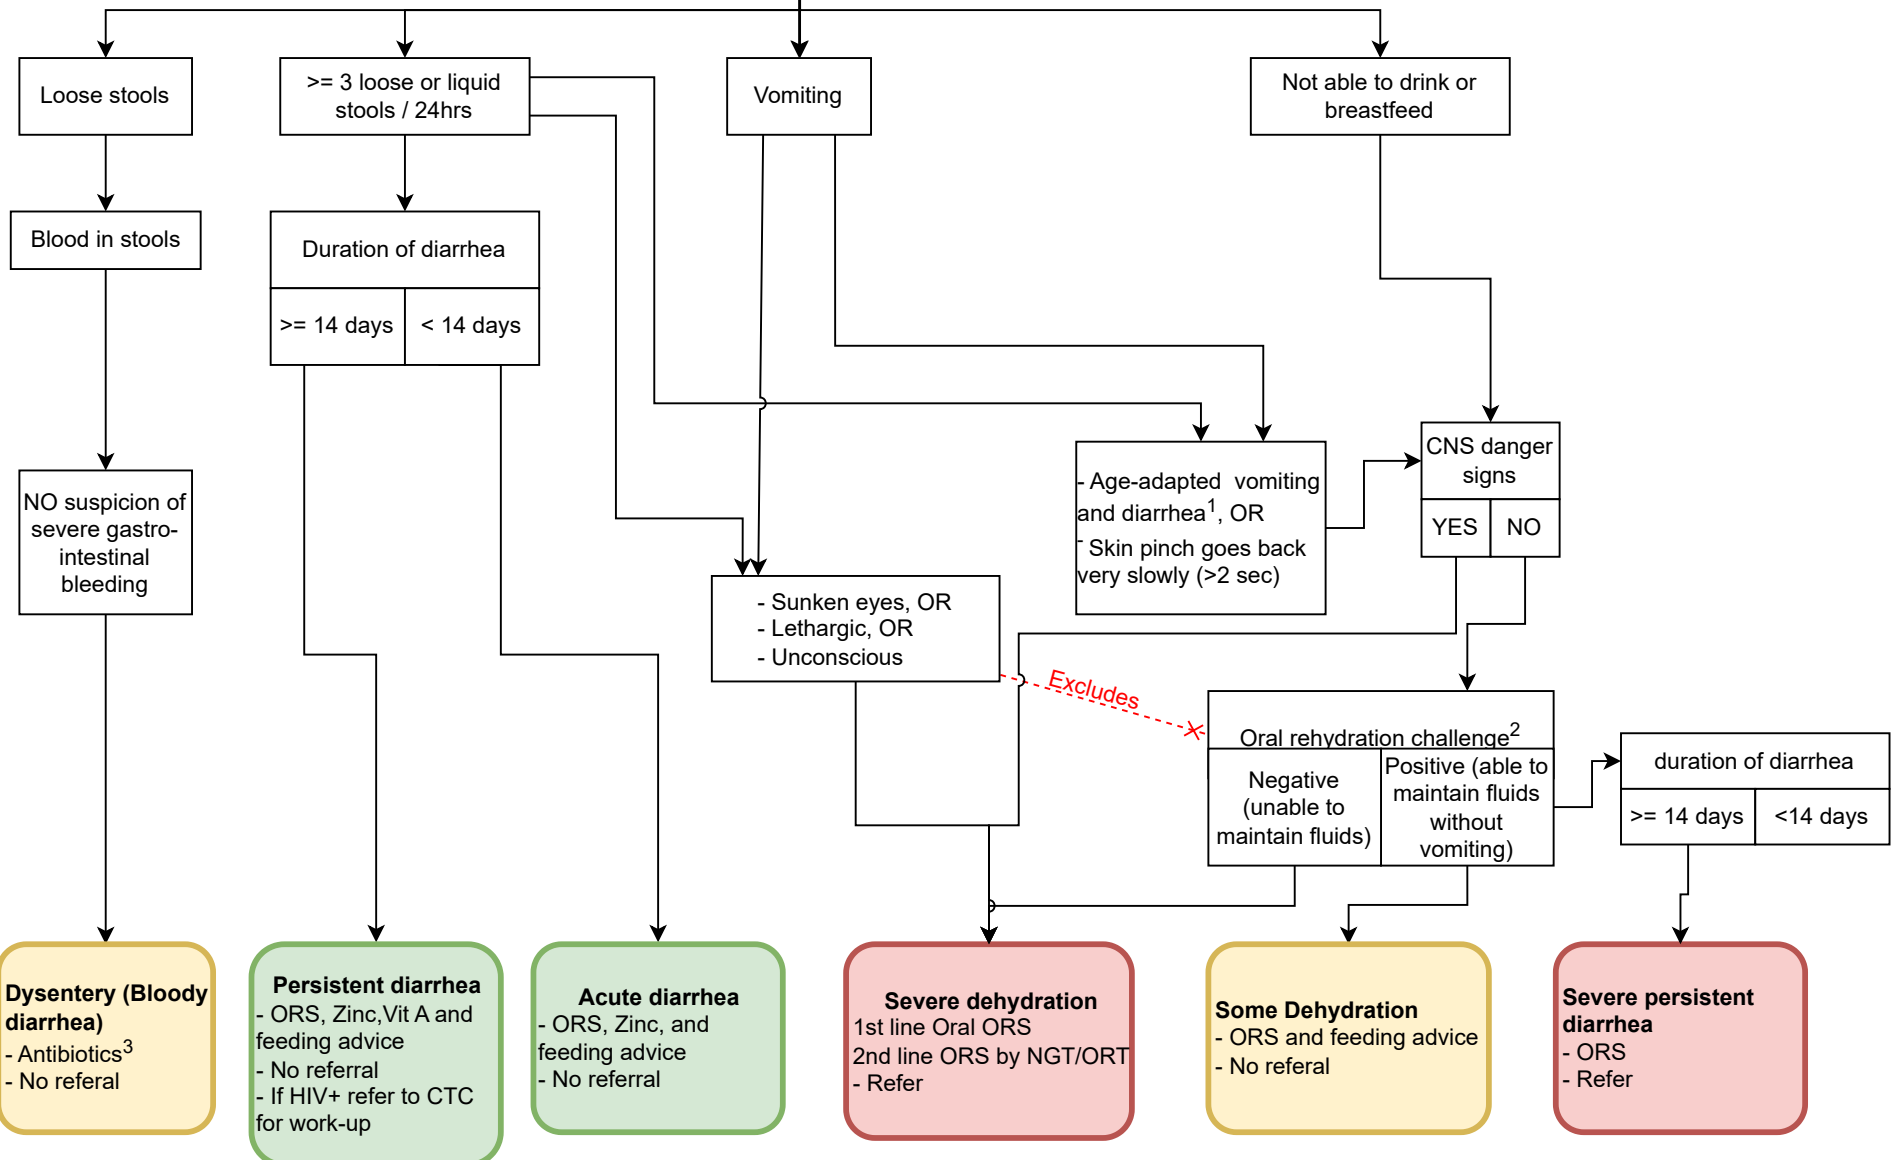 Loose stools
>= 3 loose or liquid
stools / 24hrs
Vomiting
Not able to drink or
breastfeed
Blood in stools
Duration of diarrhea
>= 14 days
< 14 days
NO suspicion of
severe gastro-
intestinal
bleeding
- Age-adapted vomiting
and diarrhea1, OR
- Skin pinch goes back
very slowly (>2 sec)
CNS danger
signs
YES
NO
- Sunken eyes, OR
- Lethargic, OR
- Unconscious
Excludes
Oral rehydration challenge2
Negative
(unable to
maintain fluids)
Positive (able to
maintain fluids
without
vomiting)
duration of diarrhea
>= 14 days
<14 days
Dysentery (Bloody
diarrhea)
- Antibiotics3
- No referal
Persistent diarrhea
- ORS, Zinc,Vit A and
feeding advice
- No referral
- If HIV+ refer to CTC
for work-up
Acute diarrhea
- ORS, Zinc, and
feeding advice
- No referral
Severe dehydration
1st line Oral ORS
2nd line ORS by NGT/ORT
- Refer
Some Dehydration
- ORS and feeding advice
- No referral
Severe persistent
diarrhea
- ORS
- Refer